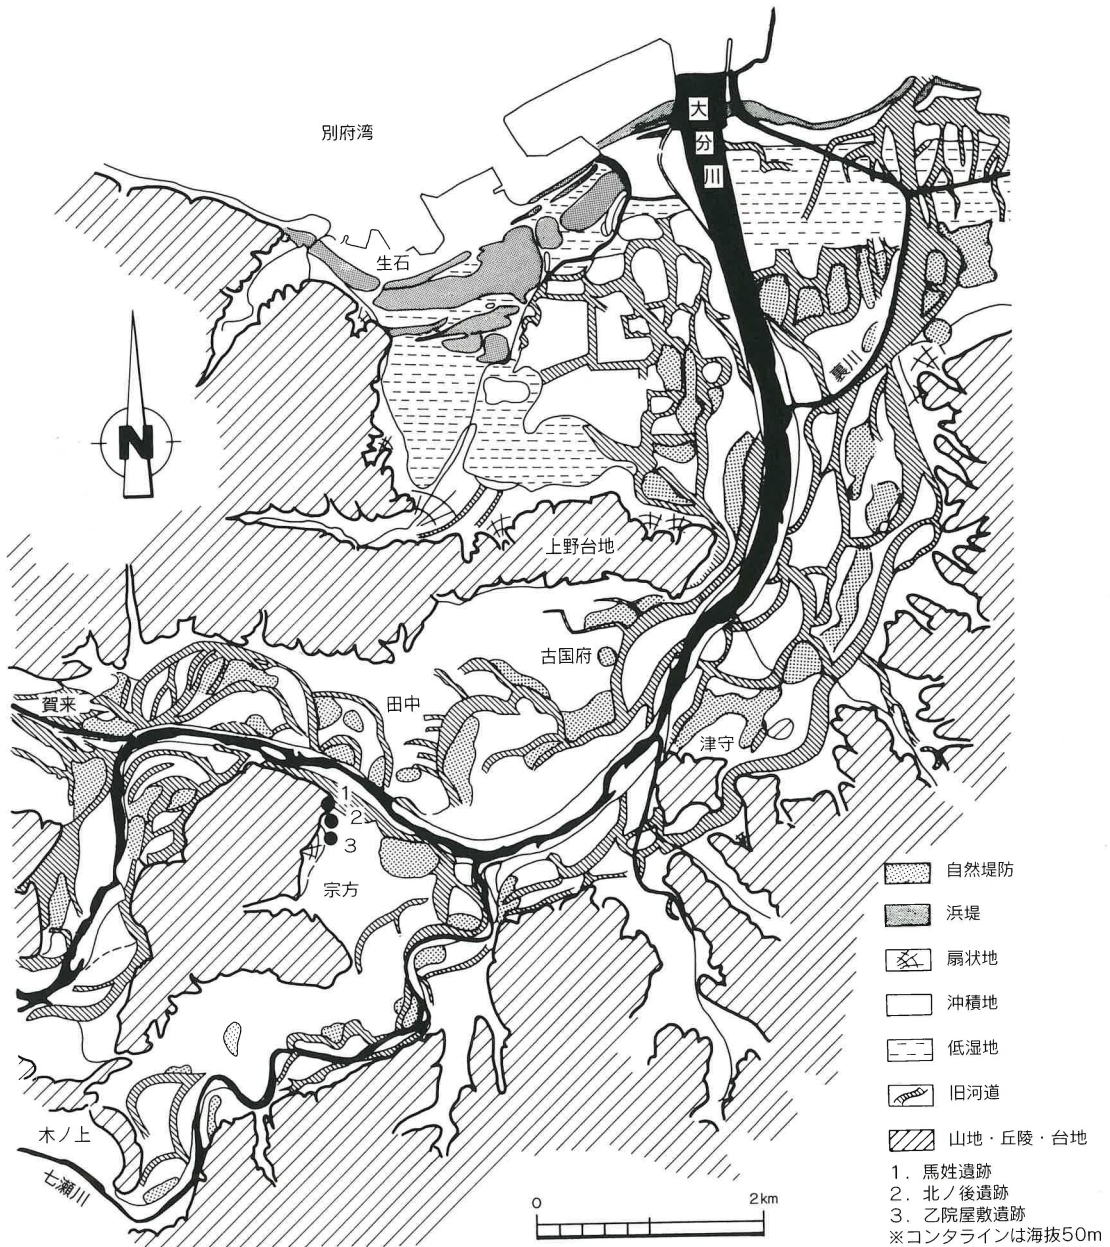 別府湾
大分川
生石
裏川
N
上野台地
古国府
賀来
田中
津守
1
2
3
宗方
木ノ上
七瀬川
自然堤防
浜堤
扇状地
沖積地
低湿地
旧河道
山地・丘陵・台地
1. 馬姓遺跡
2. 北ノ後遺跡
3. 乙院屋敷遺跡
※コンタラインは海抜50m
0 2km